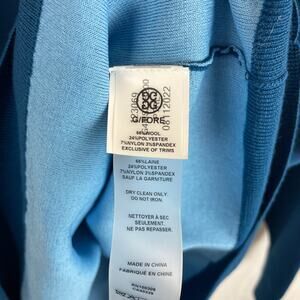 G/FORE
66%WOOL
24%POLYESTER
7%NYLON 3%SPANDEX
EXCLUSIVE OF TRIMS
08112022
66%LAINE
24%POLYESTER
7%NYLON 3%SPANDEX
SAUF LA GARNITURE
DRY CLEAN ONLY.
DO NOT IRON.
NETTOYER À SEC
SEULEMENT.
NE PAS REPASSER.
MADE IN CHINA
FABRIQUÉ EN CHINE